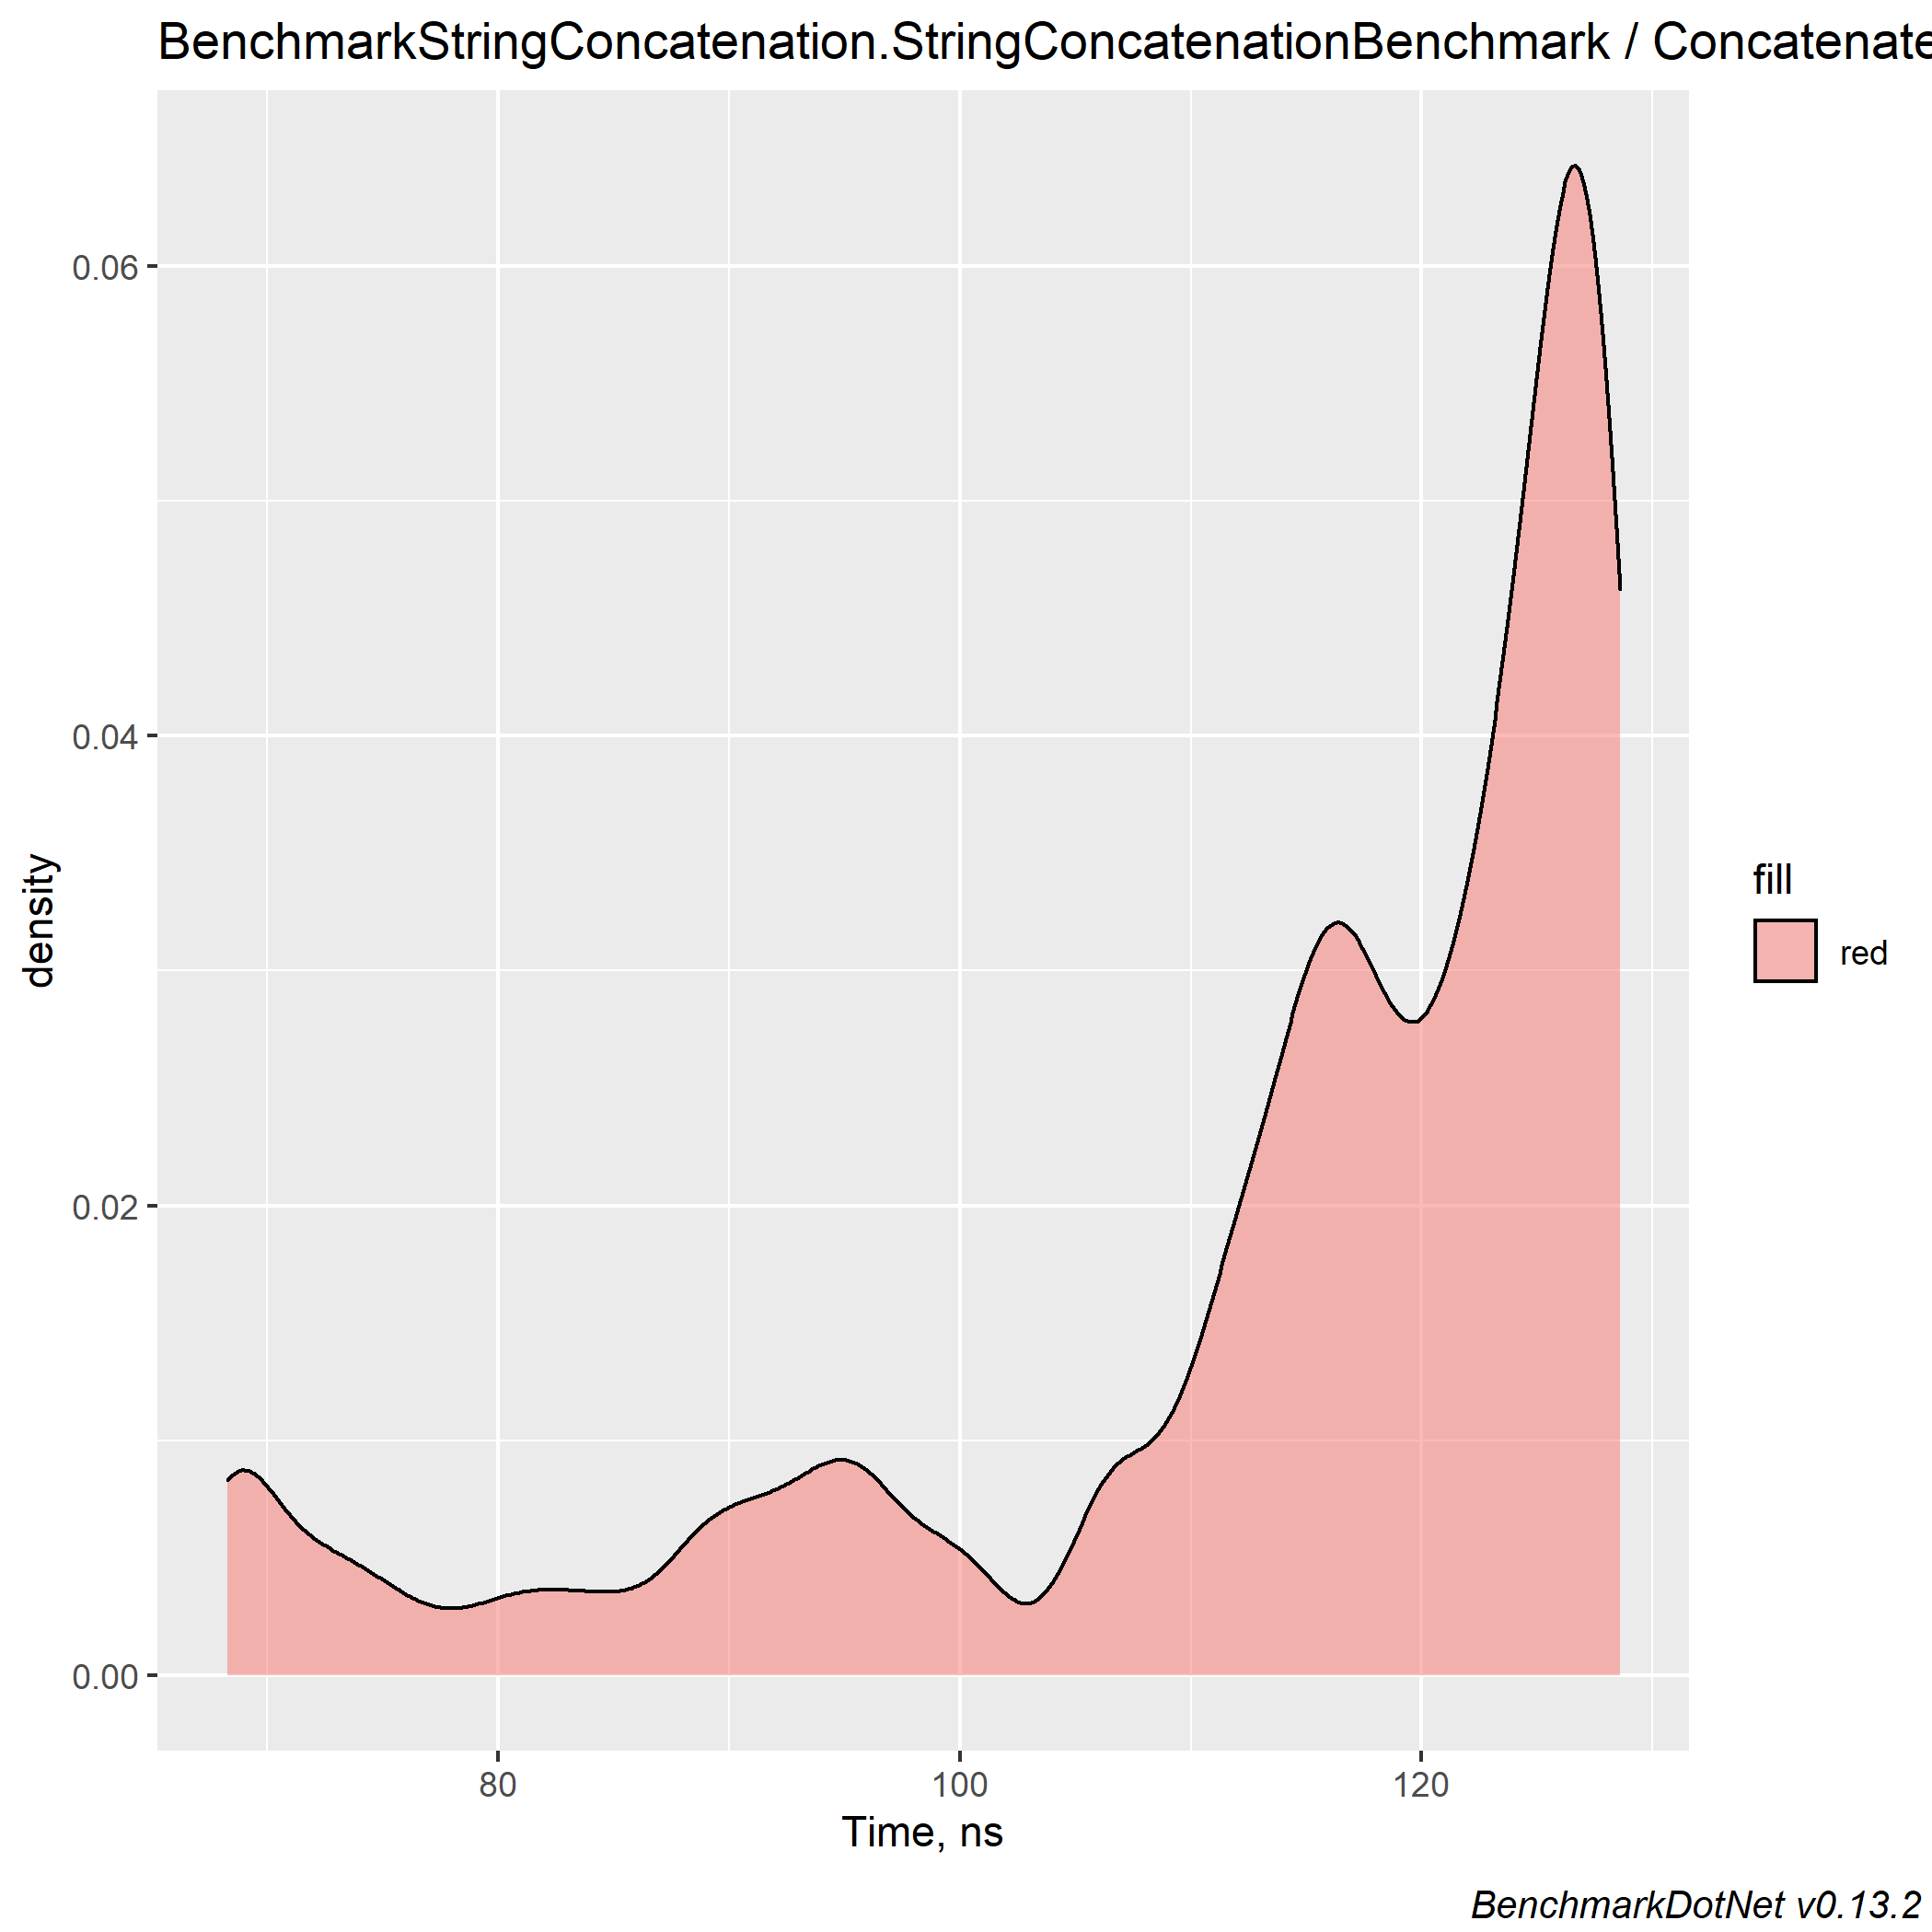 BenchmarkStringConcatenation.StringConcatenationBenchmark / Concatenate
0.06
0.04
0.02
0.00
density
80 100 120
Time, ns
fill
red
BenchmarkDotNet v0.13.2